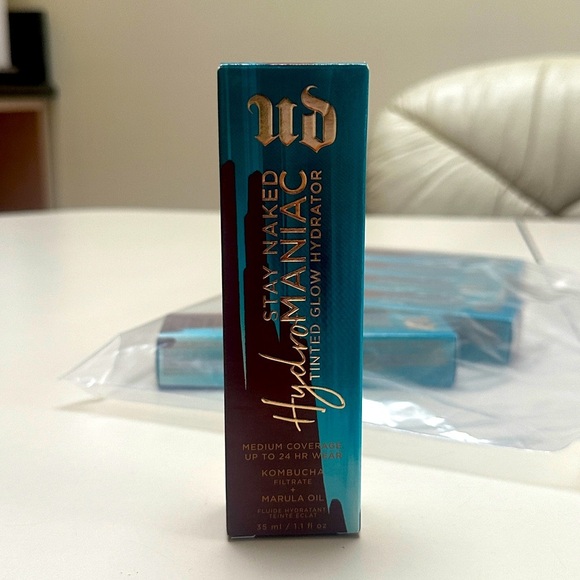 UD
STAY NAKED
HydroMANIAC
TINTED GLOW HYDRATOR
MEDIUM COVERAGE
UP TO 24 HR WEAR
KOMBUCHA
FILTRATE
+
MARULA OIL
FLUIDE HYDRATANT
TEINTÉ ÉCLAT
35 ml / 1.1 fl oz